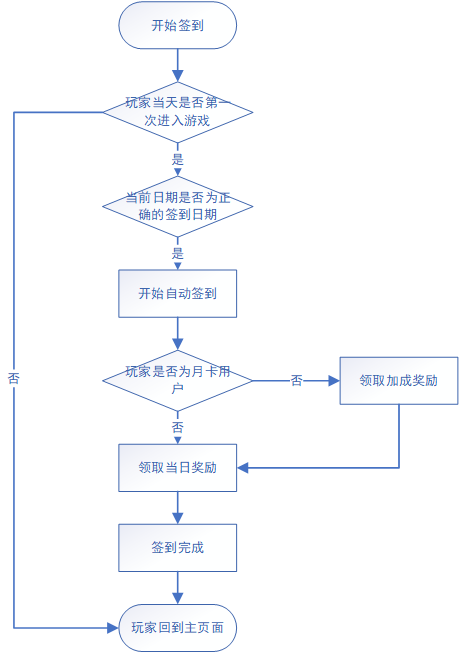 开始签到
玩家当天是否第一
次进入游戏
是
当前日期是否为正
确的签到日期
是
开始自动签到
玩家是否为月卡用
户
否
领取加成奖励
否
否
领取当日奖励
签到完成
玩家回到主页面